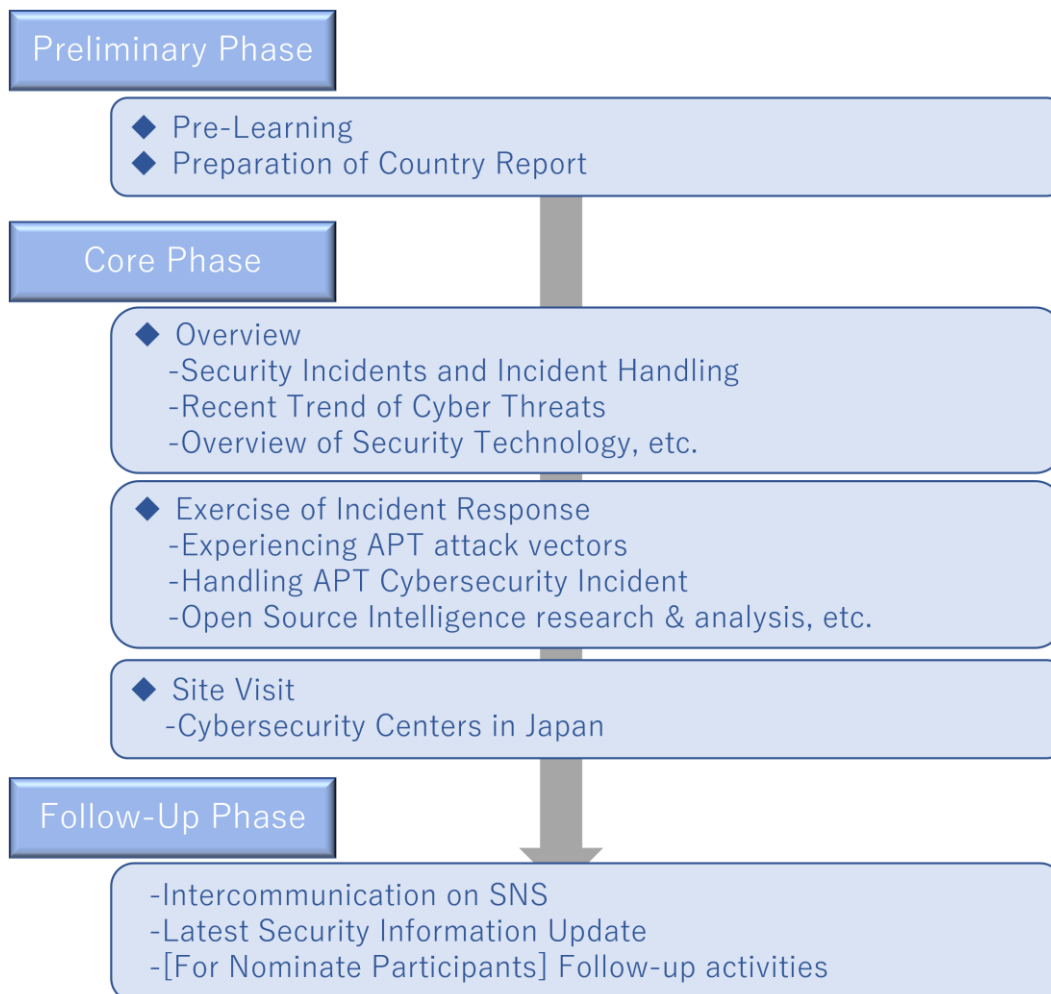 Preliminary Phase
◆ Pre-Learning
◆ Preparation of Country Report
Core Phase
◆ Overview
-Security Incidents and Incident Handling
-Recent Trend of Cyber Threats
-Overview of Security Technology, etc.
◆ Exercise of Incident Response
-Experiencing APT attack vectors
-Handling APT Cybersecurity Incident
-Open Source Intelligence research & analysis, etc.
◆ Site Visit
-Cybersecurity Centers in Japan
Follow-Up Phase
-Intercommunication on SNS
-Latest Security Information Update
-[For Nominate Participants] Follow-up activities